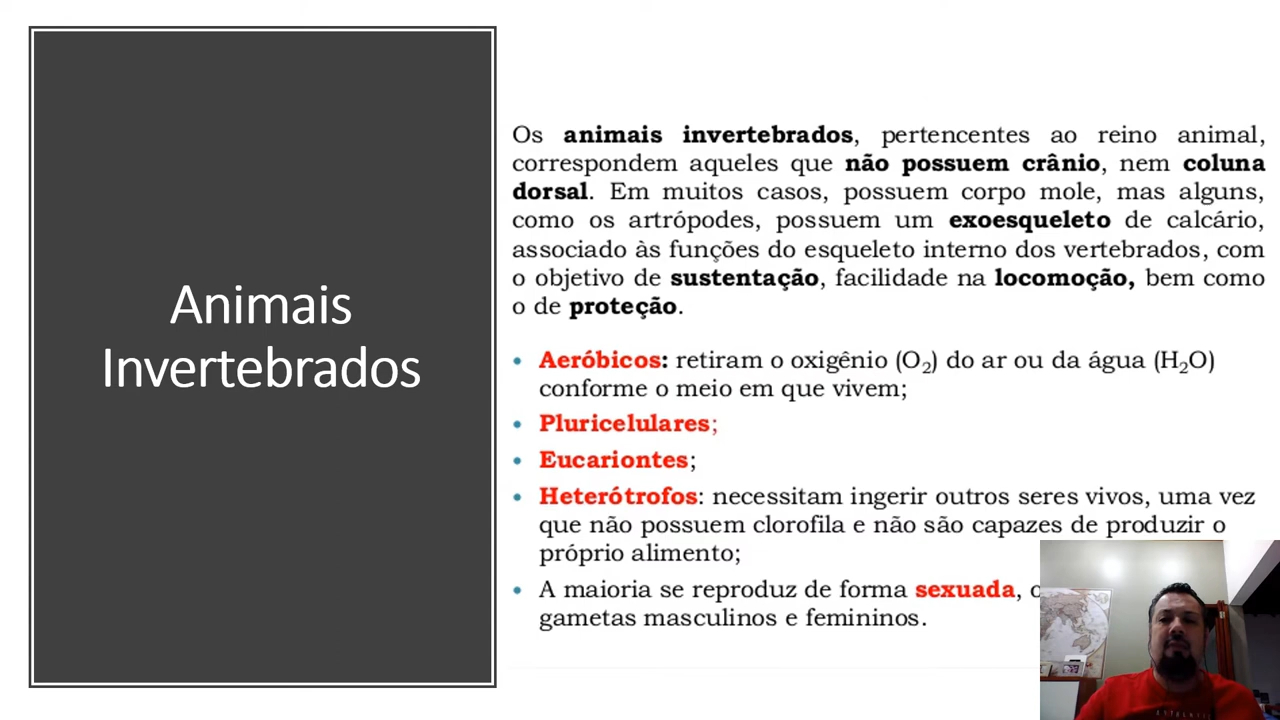 Animais
Invertebrados
Os animais invertebrados, pertencentes ao reino animal,
correspondem aqueles que não possuem crânio, nem coluna
dorsal. Em muitos casos, possuem corpo mole, mas alguns,
como os artrópodes, possuem um exoesqueleto de calcário,
associado às funções do esqueleto interno dos vertebrados, com
o objetivo de sustentação, facilidade na locomoção, bem como
o de proteção.
• Aeróbicos: retiram o oxigênio (O₂) do ar ou da água (H₂O)
conforme o meio em que vivem;
• Pluricelulares;
• Eucariontes;
• Heterótrofos: necessitam ingerir outros seres vivos, uma vez
que não possuem clorofila e não são capazes de produzir o
próprio alimento;
• A maioria se reproduz de forma sexuada,
gametas masculinos e femininos.